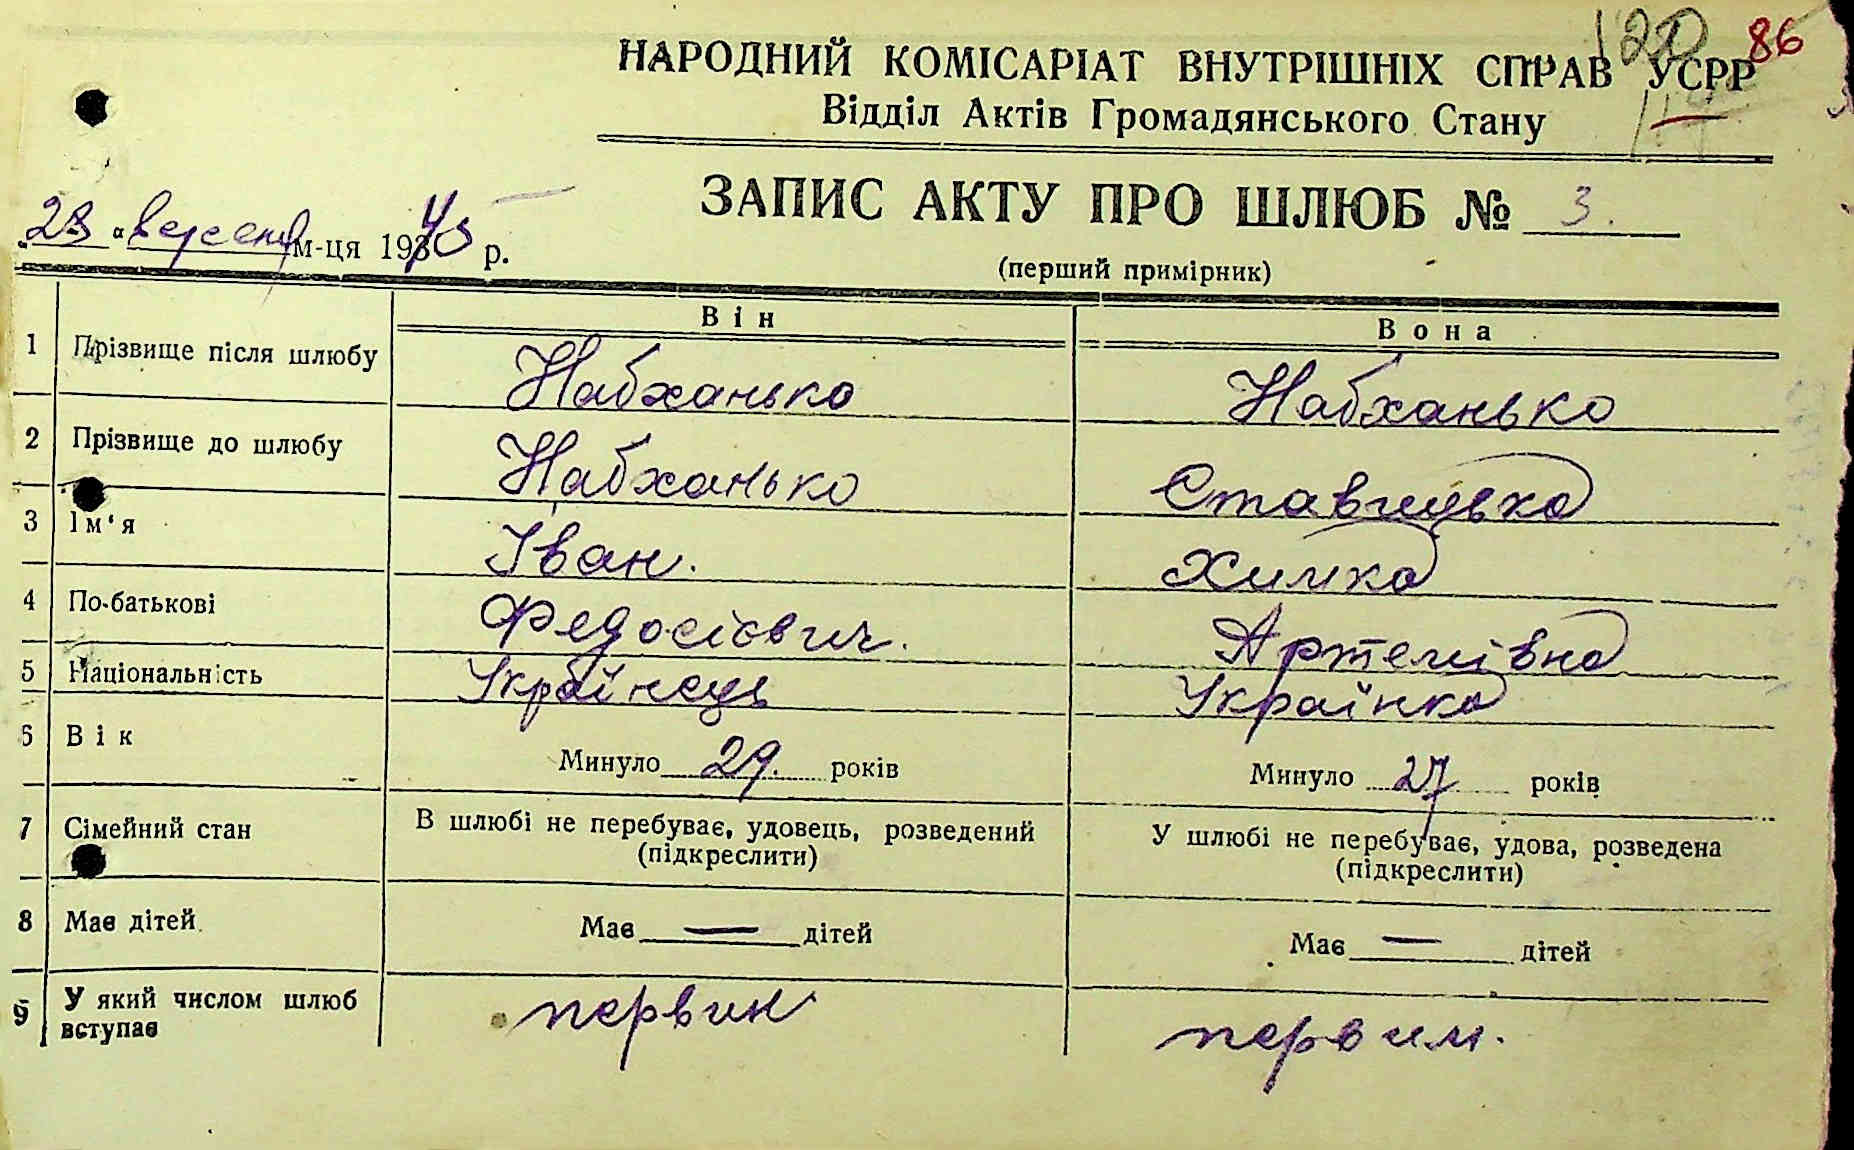 120 86
НАРОДНИЙ КОМІСАРІАТ ВНУТРІШНІХ СПРАВ УСРР
Відділ Актів Громадянського Стану
ЗАПИС АКТУ ПРО ШЛЮБ № 3.
„23“ вересня м-ця 1945 р.
(перший примірник)
Він Вона
1 Прізвище після шлюбу Набханько Набханько
2 Прізвище до шлюбу Набханько Ставицька
3 Ім'я Іван. Химка
4 По-батькові Федосієвич. Артемівна
5 Національність Українець Українка
6 Вік Минуло 29. років Минуло 27 років
7 Сімейний стан В шлюбі не перебуває, удовець, розведений У шлюбі не перебуває, удова, розведена
(підкреслити) (підкреслити)
8 Має дітей Має — дітей Має — дітей
9 У який числом шлюб вступає первин первим.